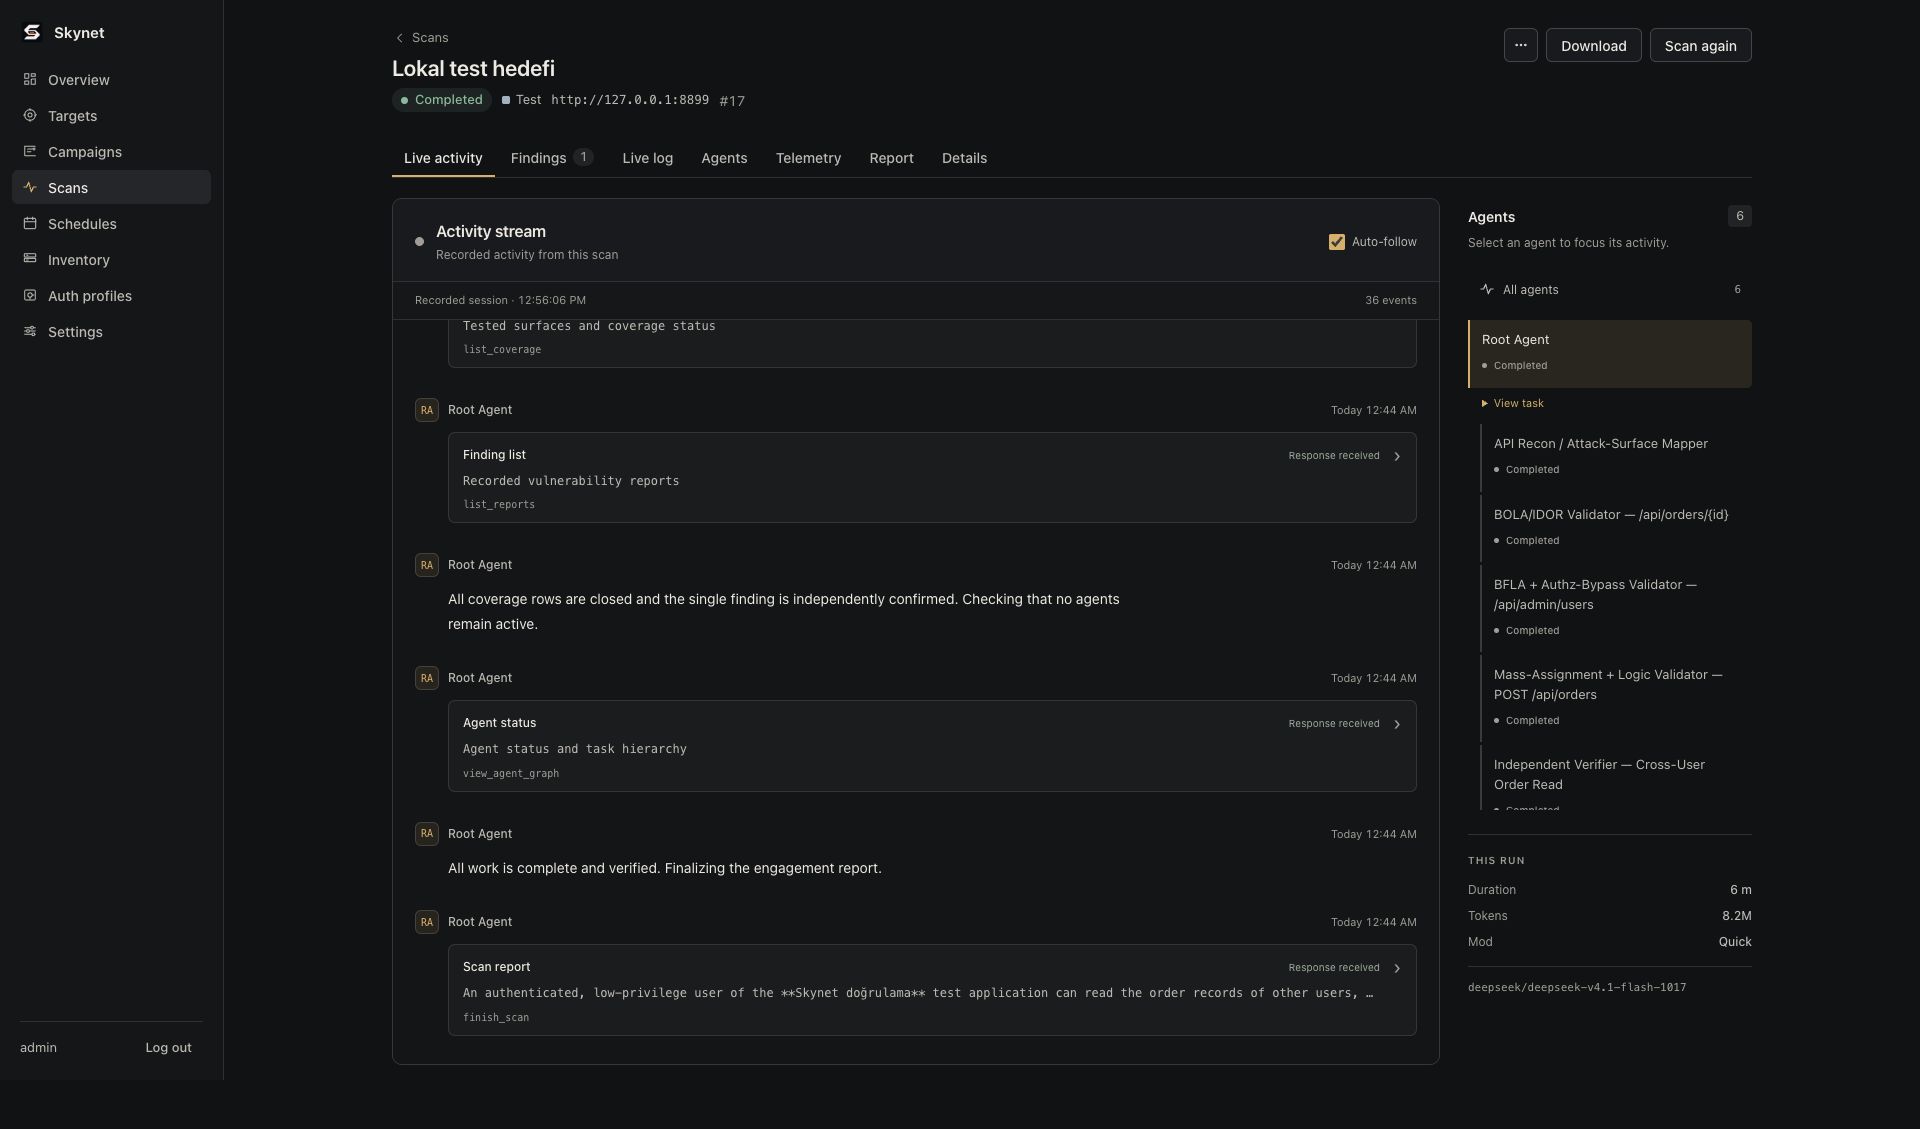 Skynet
Overview
Targets
Campaigns
Scans
Schedules
Inventory
Auth profiles
Settings
admin
Log out
Scans
Lokal test hedefi
Completed
Test
http://127.0.0.1:8899
#17
...
Download
Scan again
Live activity
Findings 1
Live log
Agents
Telemetry
Report
Details
Activity stream
Recorded activity from this scan
Auto-follow
Recorded session · 12:56:06 PM
36 events
Tested surfaces and coverage status
list_coverage
RA
Root Agent
Today 12:44 AM
Finding list
Response received
Recorded vulnerability reports
list_reports
RA
Root Agent
Today 12:44 AM
All coverage rows are closed and the single finding is independently confirmed. Checking that no agents
remain active.
RA
Root Agent
Today 12:44 AM
Agent status
Response received
Agent status and task hierarchy
view_agent_graph
RA
Root Agent
Today 12:44 AM
All work is complete and verified. Finalizing the engagement report.
RA
Root Agent
Today 12:44 AM
Scan report
Response received
An authenticated, low-privilege user of the **Skynet doğrulama** test application can read the order records of other users, …
finish_scan
Agents
6
Select an agent to focus its activity.
All agents
6
Root Agent
Completed
View task
API Recon / Attack-Surface Mapper
Completed
BOLA/IDOR Validator — /api/orders/{id}
Completed
BFLA + Authz-Bypass Validator —
/api/admin/users
Completed
Mass-Assignment + Logic Validator —
POST /api/orders
Completed
Independent Verifier — Cross-User
Order Read
Completed
THIS RUN
Duration
6 m
Tokens
8.2M
Mod
Quick
deepseek/deepseek-v4.1-flash-1017